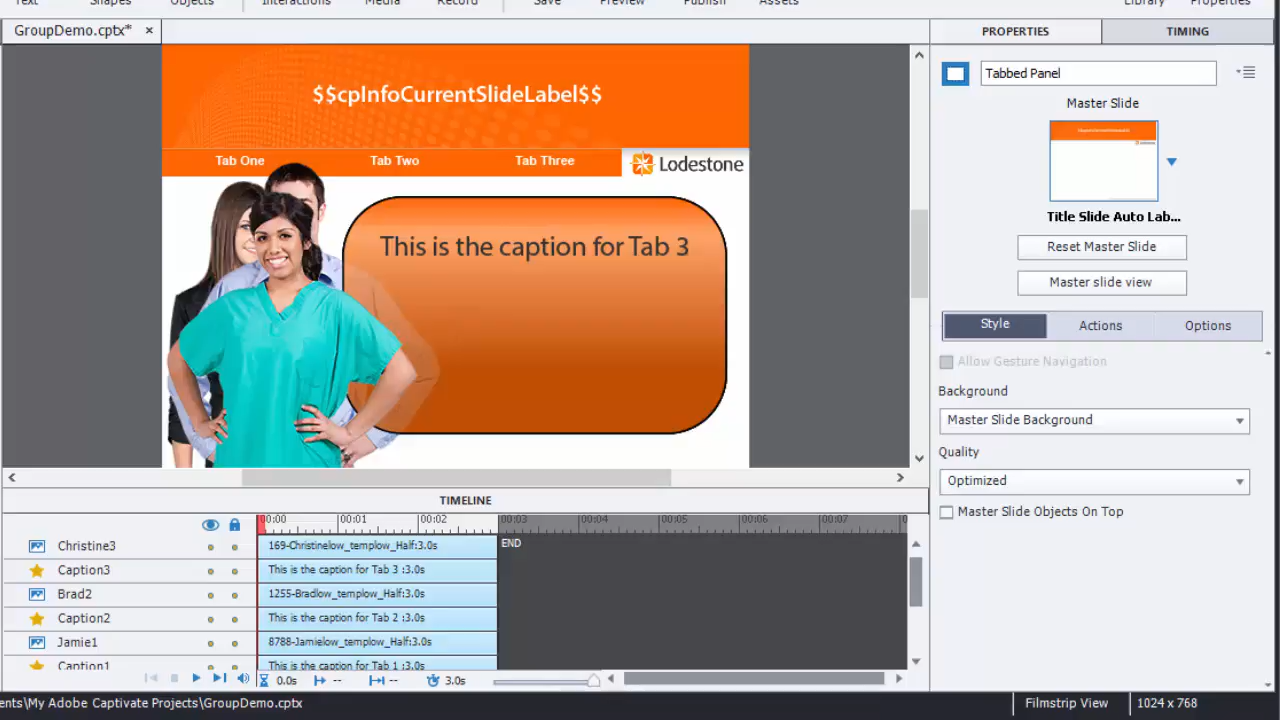 Text Shapes Objects Interactions Media Record Save Preview Publish Assets Library Properties
GroupDemo.cptx* ×
PROPERTIES TIMING
$$cpInfoCurrentSlideLabel$$
Tab One Tab Two Tab Three
Lodestone
This is the caption for Tab 3
Tabbed Panel
Master Slide
Title Slide Auto Lab...
Reset Master Slide
Master slide view
Style Actions Options
Allow Gesture Navigation
Background
Master Slide Background
Quality
Optimized
Master Slide Objects On Top
TIMELINE
00:00 00:01 00:02 00:03 00:04 00:05 00:06 00:07
Christine3 169-Christinelow_templow_Half:3.0s END
Caption3 This is the caption for Tab 3 :3.0s
Brad2 1255-Bradlow_templow_Half:3.0s
Caption2 This is the caption for Tab 2 :3.0s
Jamie1 8788-Jamielow_templow_Half:3.0s
Caption1 This is the caption for Tab 1 :3.0s
0.0s -- -- 3.0s
ents\My Adobe Captivate Projects\GroupDemo.cptx Filmstrip View 1024 x 768